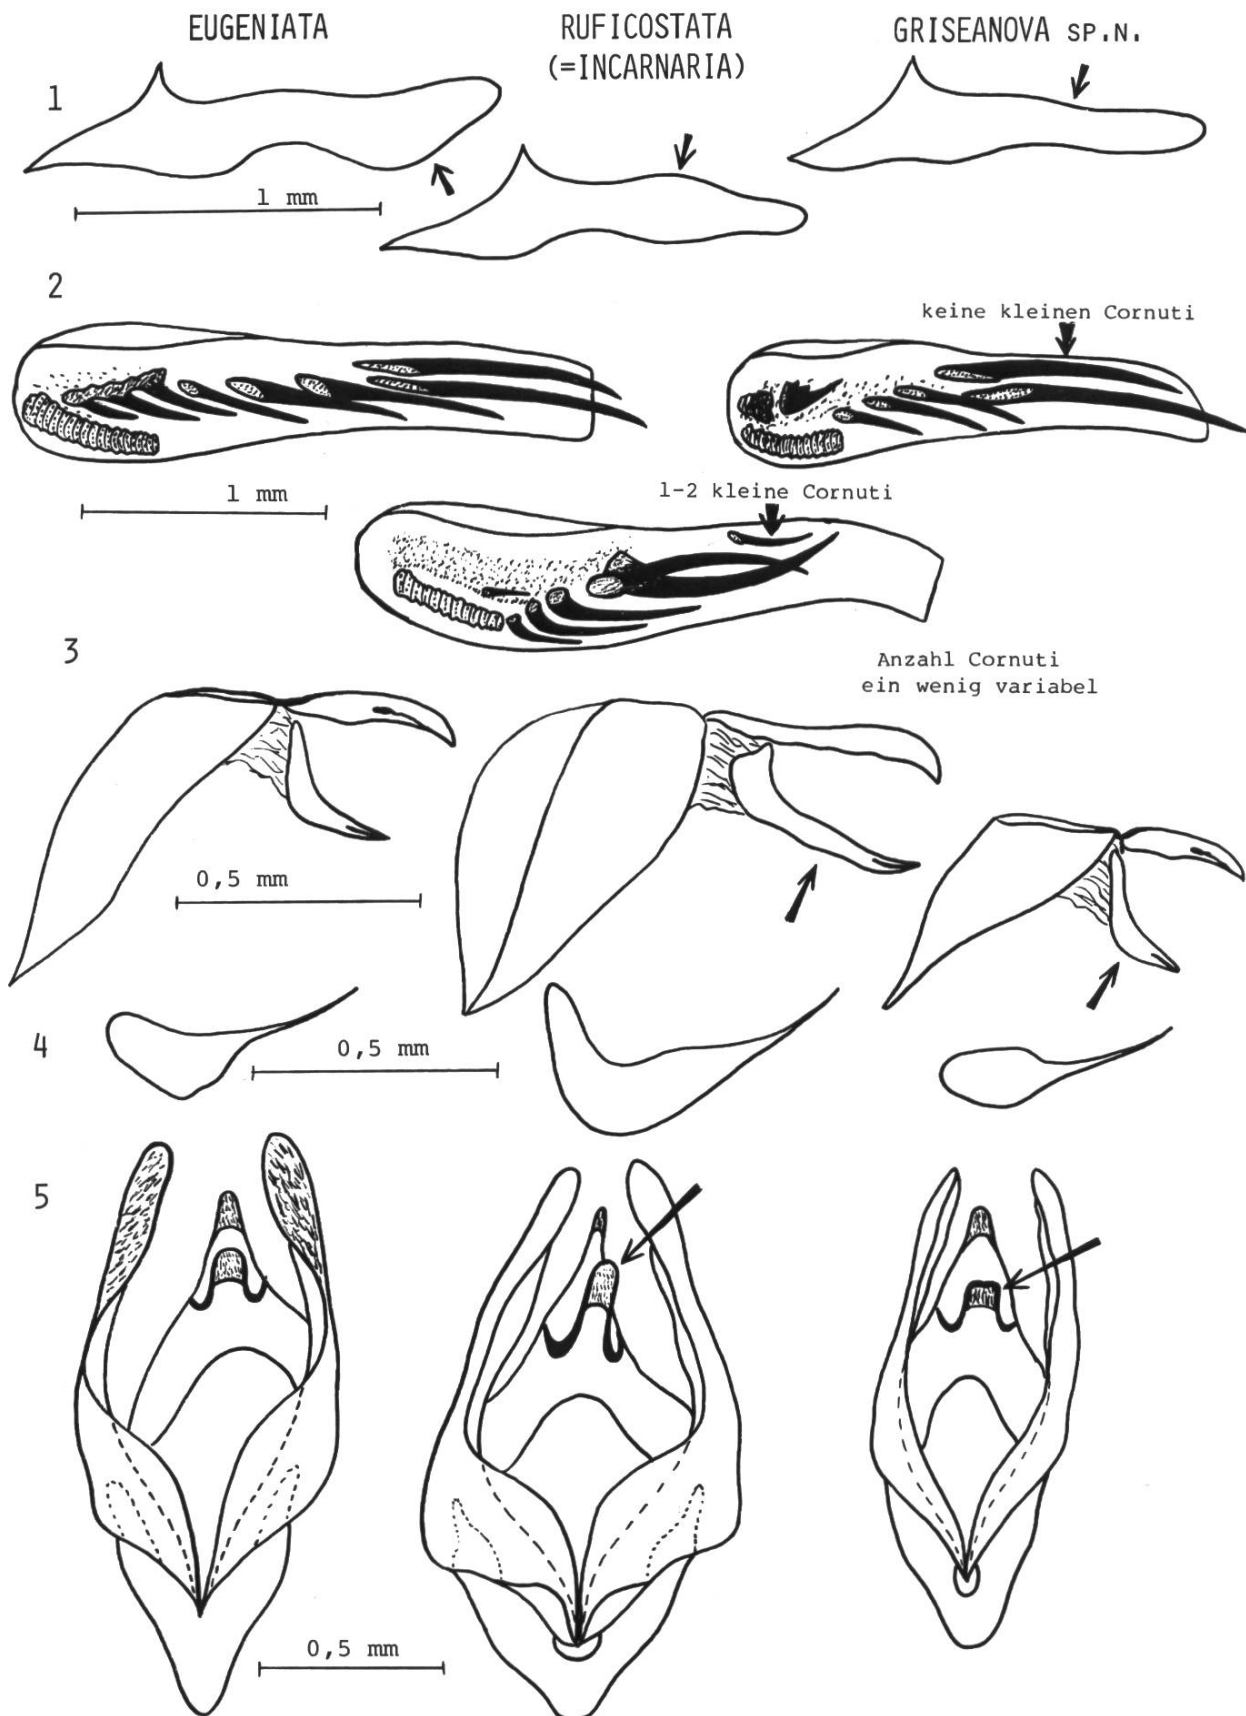 EUGENIATA
RUFICOSTATA
(=INCARNARIA)
GRISEANOVA SP.N.
1
1 mm
2
keine kleinen Cornuti
1 mm
1-2 kleine Cornuti
3
Anzahl Cornuti
ein wenig variabel
0,5 mm
4
0,5 mm
5
0,5 mm